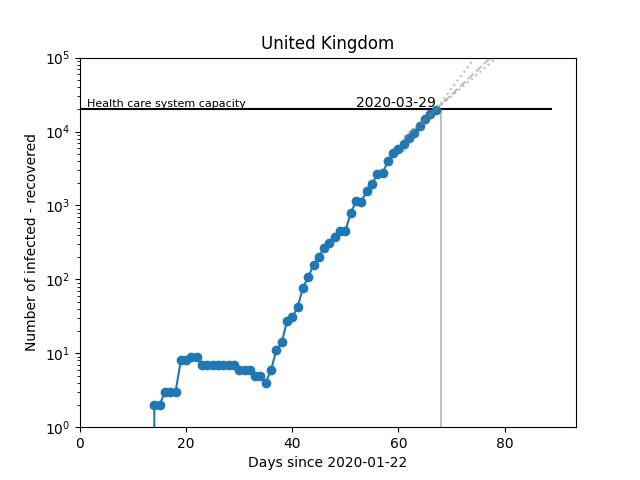 United Kingdom
Number of infected - recovered
10^5
10^4
10^3
10^2
10^1
10^0
Health care system capacity
2020-03-29
0 20 40 60 80
Days since 2020-01-22